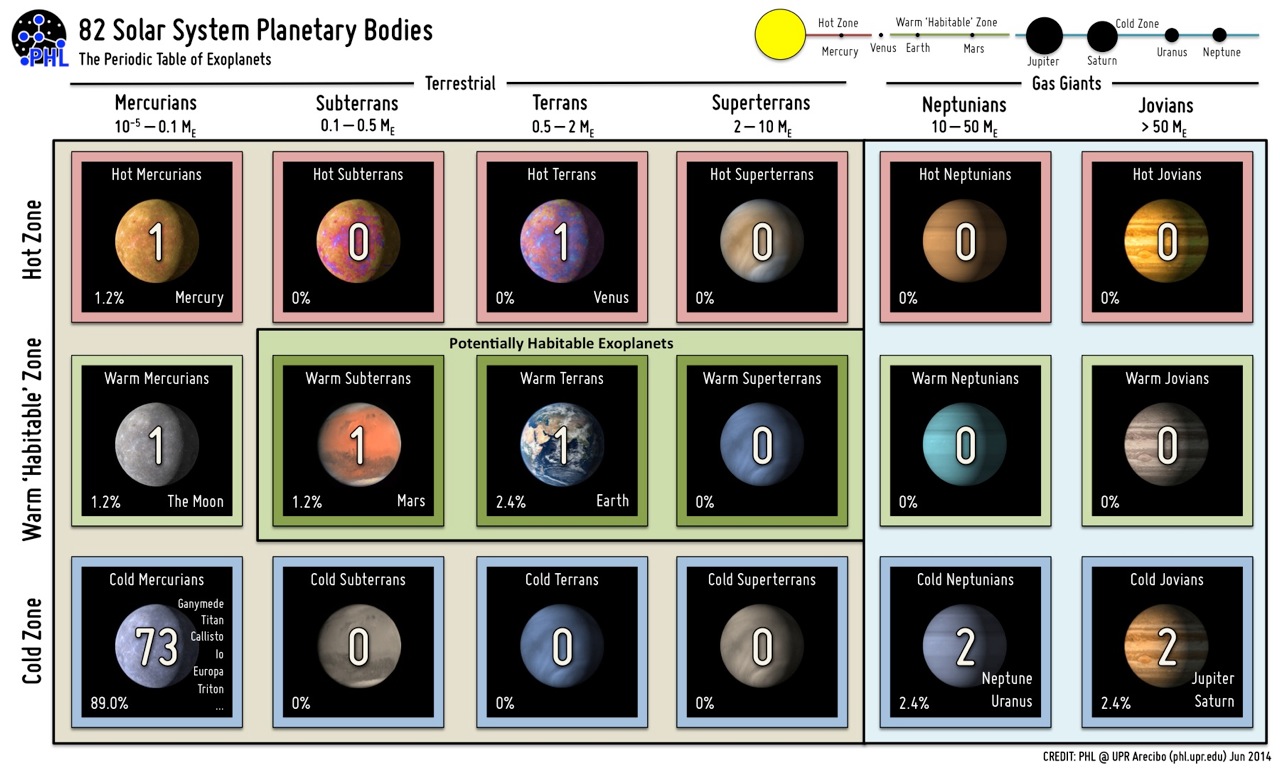 PHL
82 Solar System Planetary Bodies
The Periodic Table of Exoplanets
Hot Zone
Warm 'Habitable' Zone
Cold Zone
Mercury
Venus
Earth
Mars
Jupiter
Saturn
Uranus
Neptune
Terrestrial
Gas Giants
Mercurians
10⁻⁵ – 0.1 M_E
Subterrans
0.1 – 0.5 M_E
Terrans
0.5 – 2 M_E
Superterrans
2 – 10 M_E
Neptunians
10 – 50 M_E
Jovians
> 50 M_E
Hot Zone
Hot Mercurians
1
1.2% Mercury
Hot Subterrans
0
0%
Hot Terrans
1
0% Venus
Hot Superterrans
0
0%
Hot Neptunians
0
0%
Hot Jovians
0
0%
Warm 'Habitable' Zone
Potentially Habitable Exoplanets
Warm Mercurians
1
1.2% The Moon
Warm Subterrans
1
1.2% Mars
Warm Terrans
1
2.4% Earth
Warm Superterrans
0
0%
Warm Neptunians
0
0%
Warm Jovians
0
0%
Cold Zone
Cold Mercurians
73
Ganymede
Titan
Callisto
Io
Europa
Triton
...
89.0%
Cold Subterrans
0
0%
Cold Terrans
0
0%
Cold Superterrans
0
0%
Cold Neptunians
2
Neptune
2.4% Uranus
Cold Jovians
2
Jupiter
2.4% Saturn
CREDIT: PHL @ UPR Arecibo (phl.upr.edu) Jun 2014